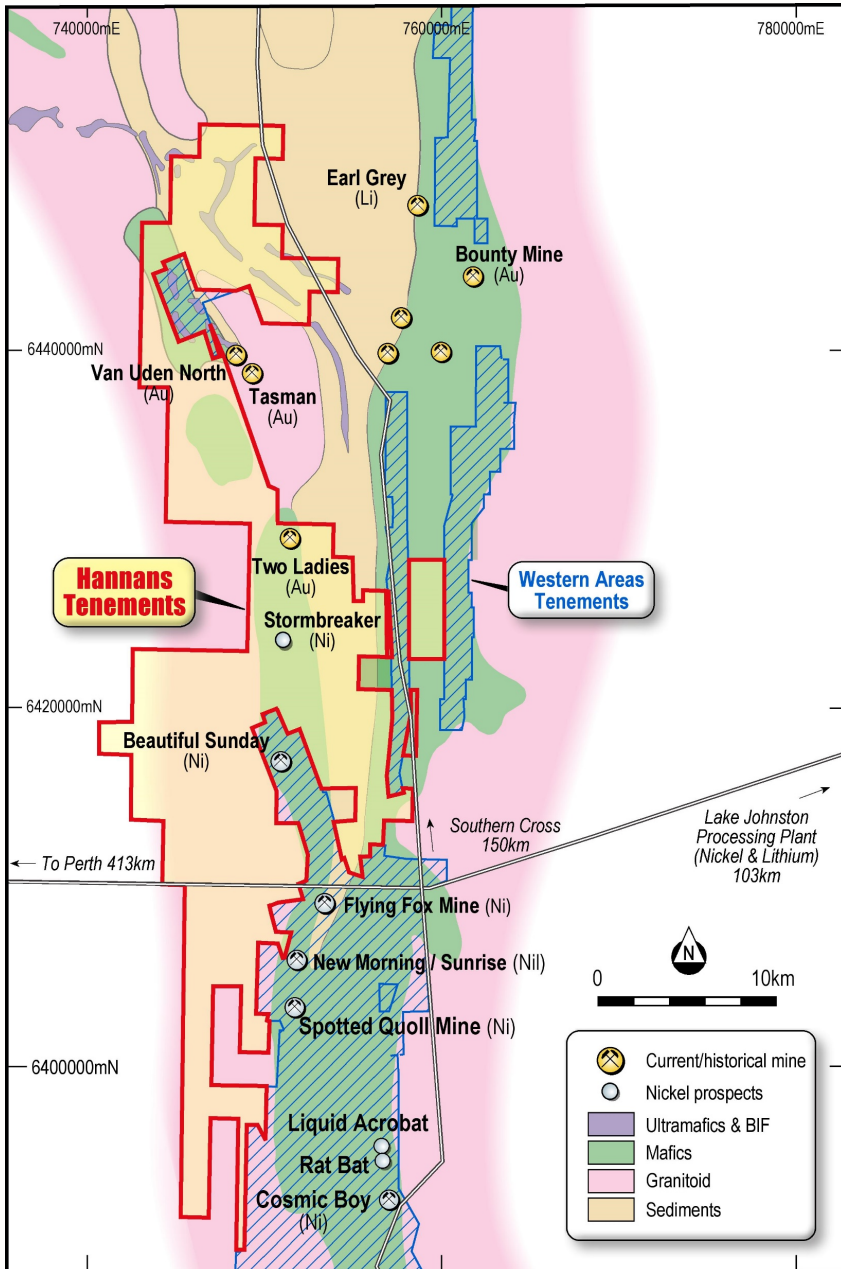 740000mE
760000mE
780000mE
Earl Grey
(Li)
Bounty Mine
(Au)
6440000mN
Van Uden North
(Au)
Tasman
(Au)
Hannans
Tenements
Two Ladies
(Au)
Western Areas
Tenements
Stormbreaker
(Ni)
6420000mN
Beautiful Sunday
(Ni)
Southern Cross
150km
Lake Johnston
Processing Plant
(Nickel & Lithium)
103km
To Perth 413km
Flying Fox Mine (Ni)
New Morning / Sunrise (Nil)
Spotted Quoll Mine (Ni)
N
0
10km
6400000mN
Liquid Acrobat
Rat Bat
Cosmic Boy
(Ni)
Current/historical mine
Nickel prospects
Ultramafics & BIF
Mafics
Granitoid
Sediments